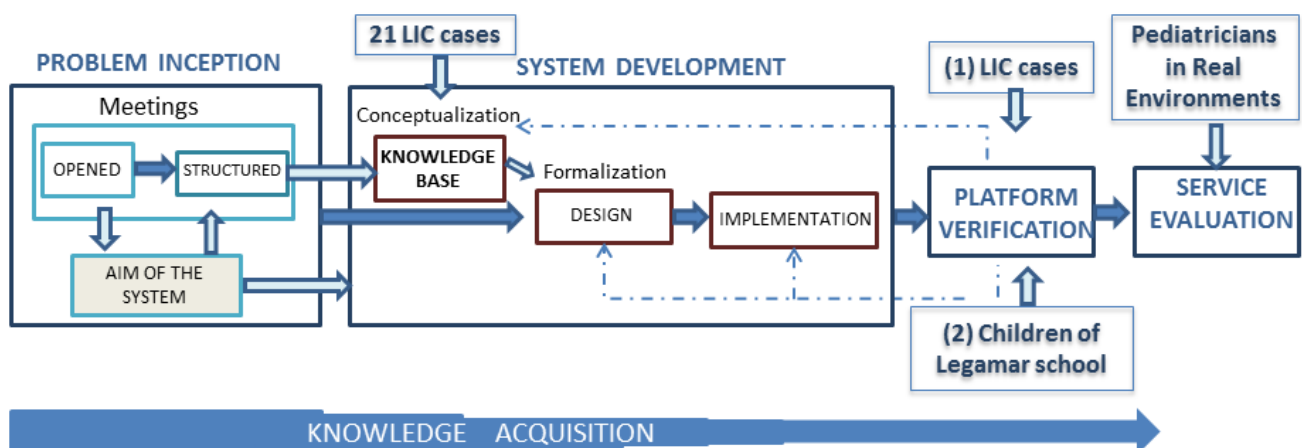 21 LIC cases
Pediatricians
in Real
Environments
PROBLEM INCEPTION
SYSTEM DEVELOPMENT
(1) LIC cases
Meetings
Conceptualization
OPENED
STRUCTURED
KNOWLEDGE
BASE
Formalization
DESIGN
IMPLEMENTATION
PLATFORM
VERIFICATION
SERVICE
EVALUATION
AIM OF THE
SYSTEM
(2) Children of
Legamar school
KNOWLEDGE ACQUISITION